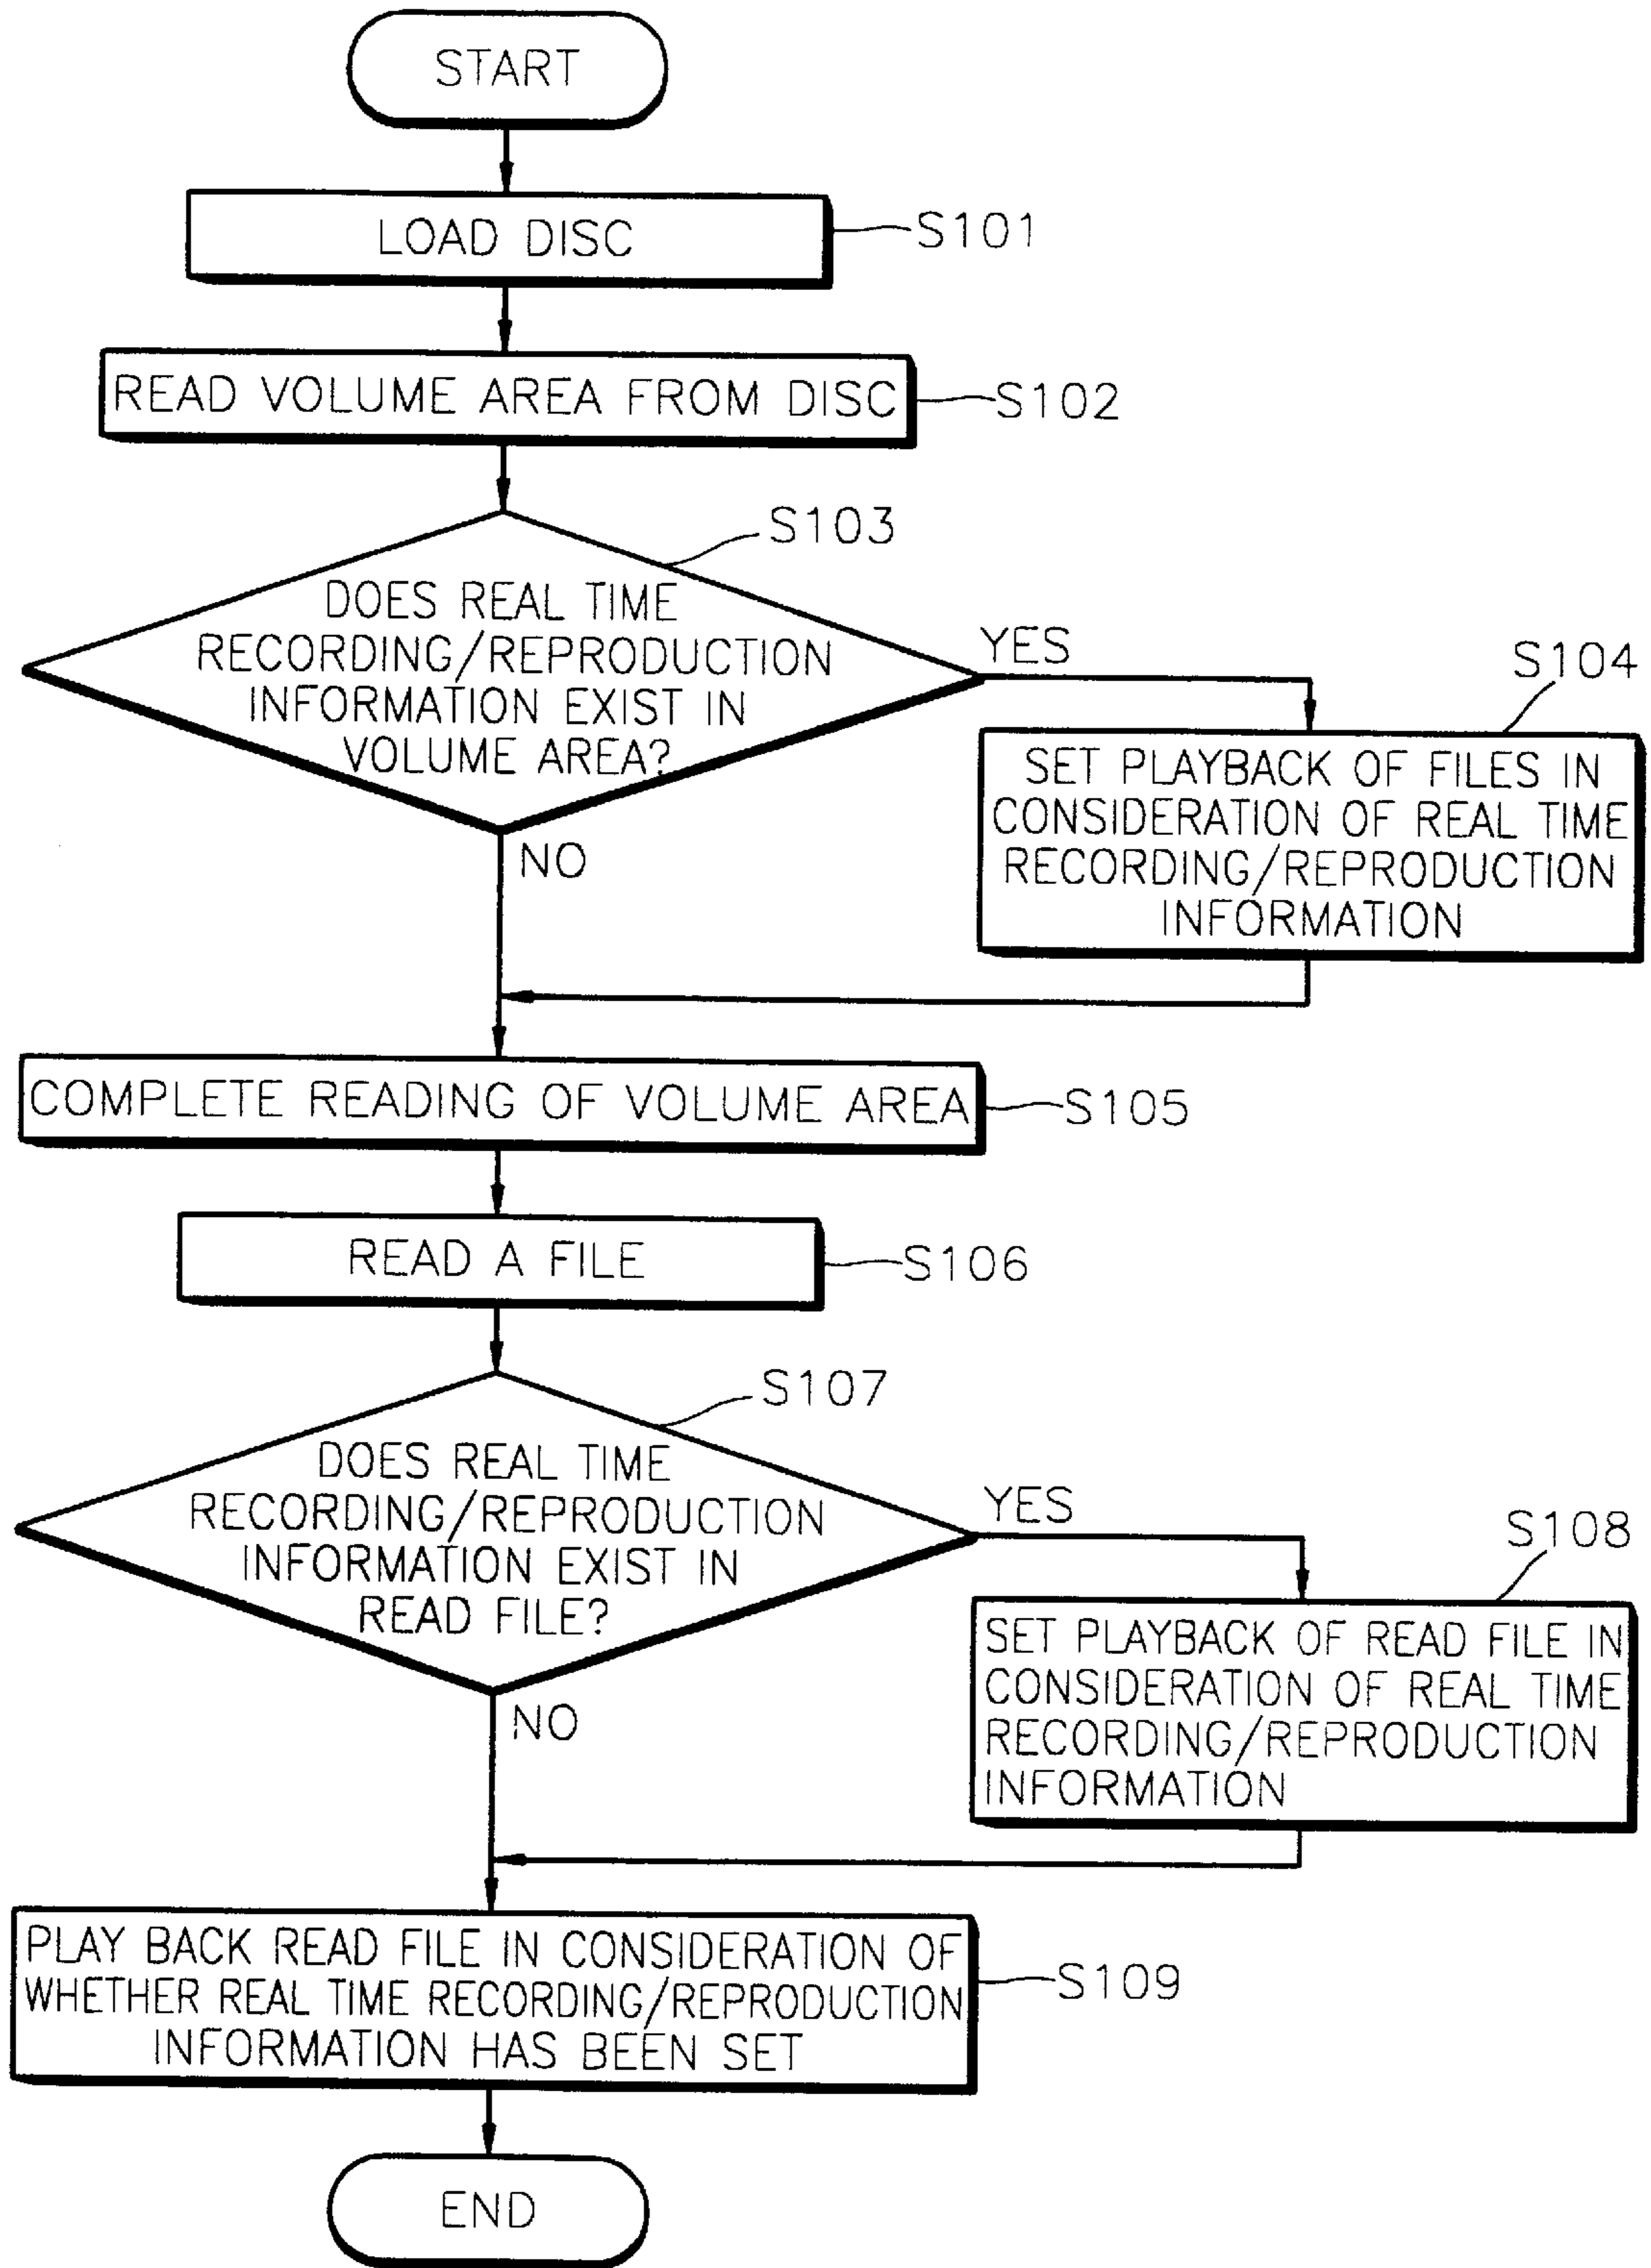 START
LOAD DISC
S101
READ VOLUME AREA FROM DISC
S102
S103
DOES REAL TIME
RECORDING/REPRODUCTION
INFORMATION EXIST IN
VOLUME AREA?
YES
NO
S104
SET PLAYBACK OF FILES IN
CONSIDERATION OF REAL TIME
RECORDING/REPRODUCTION
INFORMATION
COMPLETE READING OF VOLUME AREA
S105
READ A FILE
S106
S107
DOES REAL TIME
RECORDING/REPRODUCTION
INFORMATION EXIST IN
READ FILE?
YES
NO
S108
SET PLAYBACK OF READ FILE IN
CONSIDERATION OF REAL TIME
RECORDING/REPRODUCTION
INFORMATION
PLAY BACK READ FILE IN CONSIDERATION OF
WHETHER REAL TIME RECORDING/REPRODUCTION
INFORMATION HAS BEEN SET
S109
END